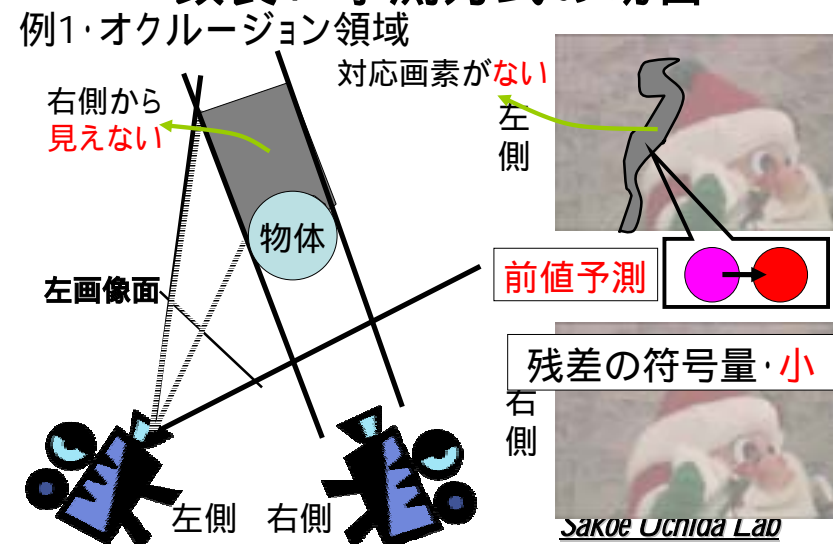 例1・オクルージョン領域
右側から
見えない
対応画素がない
左
側
物体
左画像面
前値予測
残差の符号量・小
右
側
左側
右側
Sakoe Uchida Lab